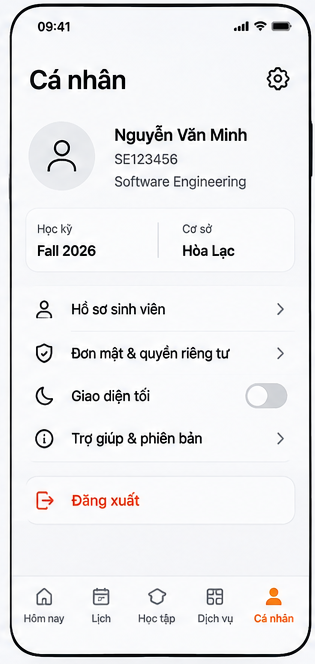 09:41
Cá nhân
Nguyễn Văn Minh
SE123456
Software Engineering
Học kỳ
Fall 2026
Cơ sở
Hòa Lạc
Hồ sơ sinh viên
Đơn mật & quyền riêng tư
Giao diện tối
Trợ giúp & phiên bản
Đăng xuất
Hôm nay
Lịch
Học tập
Dịch vụ
Cá nhân